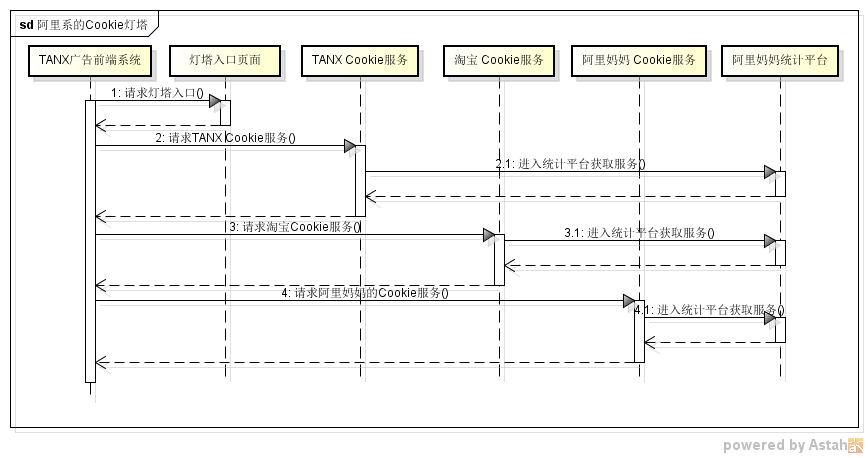 sd 阿里系的Cookie灯塔
TANX广告前端系统
灯塔入口页面
TANX Cookie服务
淘宝 Cookie服务
阿里妈妈 Cookie服务
阿里妈妈统计平台
1: 请求灯塔入口()
2: 请求TANX Cookie服务()
2.1: 进入统计平台获取服务()
3: 请求淘宝Cookie服务()
3.1: 进入统计平台获取服务()
4: 请求阿里妈妈的Cookie服务()
4.1: 进入统计平台获取服务()
powered by Astah